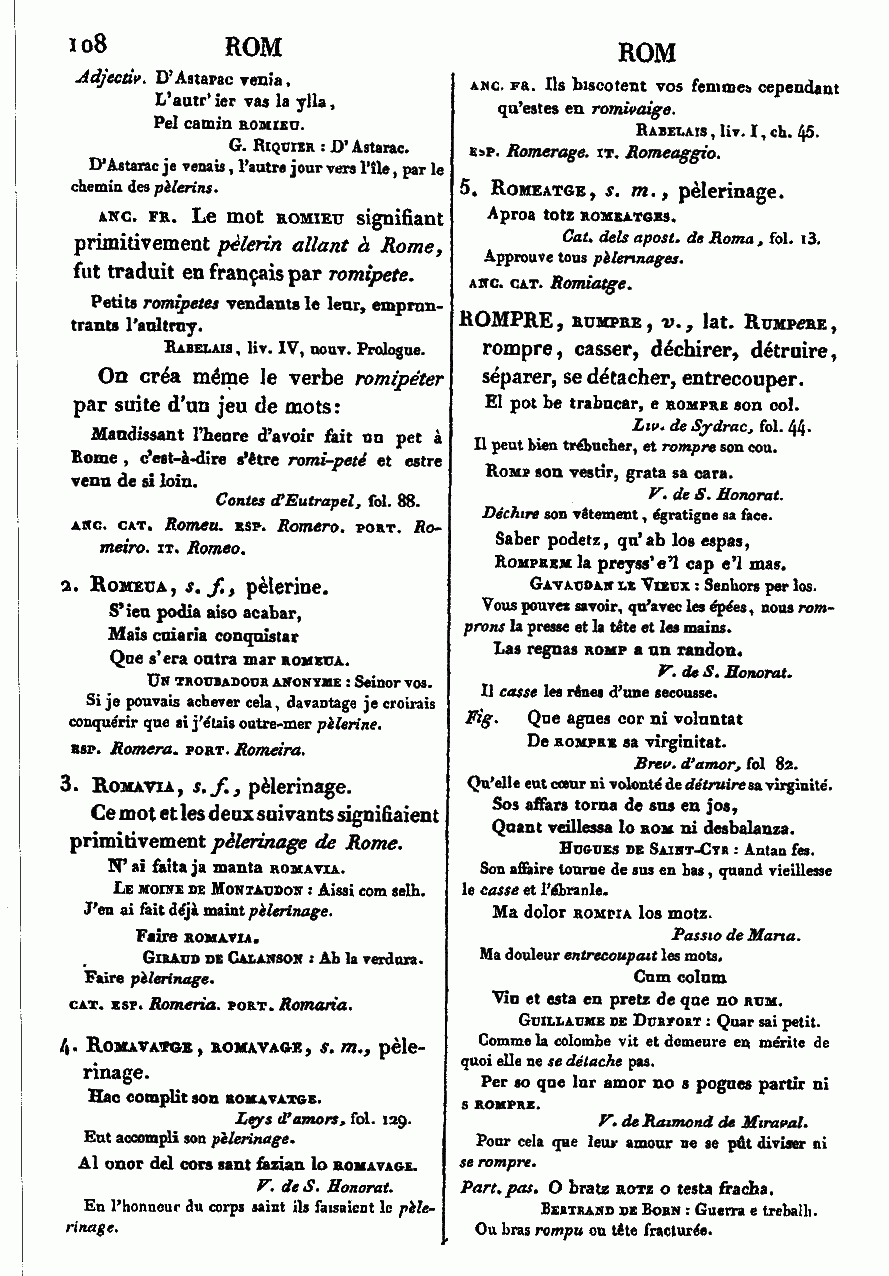 108 ROM
Adjectiv. D'Astarac venia,
L'autr'ier vas la ylla,
Pel camin ROMIEU.
G. RIQUIER : D'Astarac.
D'Astarac je venais, l'autre jour vers l'île, par le
chemin des pèlerins.
ANC. FR. Le mot ROMIEU signifiant
primitivement pèlerin allant à Rome,
fut traduit en français par romipete.
Petits romipetes vendants le leur, emprun-
trants l'aultruy.
RABELAIS, liv. IV, nouv. Prologue.
On créa même le verbe romipéter
par suite d'un jeu de mots:
Maudissant l'heure d'avoir fait un pet à
Rome, c'est-à-dire s'être romi-peté et estre
venu de si loin.
Contes d'Eutrapel, fol. 88.
ANC. CAT. Romeu. ESP. Romero. PORT. Ro-
meiro. IT. Romeo.
2. ROMEUA, s. f., pèlerine.
S'ieu podia aiso acabar,
Mais cuiaria conquistar
Que s'era outra mar ROMEUA.
UN TROUBADOUR ANONYME : Seinor vos.
Si je pouvais achever cela, davantage je croirais
conquérir que si j'étais outre-mer pèlerine.
ESP. Romera. PORT. Romeira.
3. ROMAVIA, s. f., pèlerinage.
Ce mot et les deux suivants signifiaient
primitivement pèlerinage de Rome.
N'ai faita ja manta ROMAVIA.
LE MOINE DE MONTAUDON : Aissi com selh.
J'en ai fait déjà maint pèlerinage.
Faire ROMAVIA.
GIRAUD DE CALANSON : Ab la verdura.
Faire pèlerinage.
CAT. ESP. Romeria. PORT. Romaria.
4. ROMAVATGE, ROMAVAGE, s. m., pèle-
rinage.
Hac complit son ROMAVATGE.
Leys d'amors, fol. 129.
Eut accompli son pèlerinage.
Al onor del cors sant fazian lo ROMAVAGE.
V. de S. Honorat.
En l'honneur du corps saint ils faisaient le pèle-
rinage.
ROM
ANC. FR. Ils biscotent vos femmes cependant
qu'estes en romivaige.
RABELAIS, liv. I, ch. 45.
ESP. Romerage. IT. Romeaggio.
5. ROMEATGE, s. m., pèlerinage.
Aproa totz ROMEATGES.
Cat. dels apost. de Roma, fol. 13.
Approuve tous pèlerinages.
ANC. CAT. Romiatge.
ROMPRE, RUMPRE, v., lat. RUMPERE,
rompre, casser, déchirer, détruire,
séparer, se détacher, entrecouper.
El pot be trabucar, e ROMPRE son col.
Liv. de Sydrac, fol. 44.
Il peut bien trébucher, et rompre son cou.
ROMP son vestir, grata sa cara.
V. de S. Honorat.
Déchire son vêtement, égratigne sa face.
Saber podetz, qu'ab los espas,
ROMPREM la preyss' e'l cap e'l mas.
GAVAUDAN LE VIEUX : Senhors per los.
Vous pouvez savoir, qu'avec les épées, nous rom-
prons la presse et la tête et les mains.
Las regnas ROMP a un randon.
V. de S. Honorat.
Il casse les rênes d'une secousse.
Fig. Que agues cor ni voluntat
De ROMPRE sa virginitat.
Brev. d'amor, fol 82.
Qu'elle eut cœur ni volonté de détruire sa virginité.
Sos affars torna de sus en jos,
Quant veillessa lo ROM ni desbalanza.
HUGUES DE SAINT-CYR : Antan fes.
Son affaire tourne de sus en bas, quand vieillesse
le casse et l'ébranle.
Ma dolor ROMPIA los motz.
Passio de Maria.
Ma douleur entrecoupait les mots.
Cum colum
Viu et esta en pretz de que no RUM.
GUILLAUME DE DURFORT : Quar sai petit.
Comme la colombe vit et demeure en mérite de
quoi elle ne se détache pas.
Per so que lur amor no s pogues partir ni
s ROMPRE.
V. de Raimond de Miraval.
Pour cela que leur amour ne se pût diviser ni
se rompre.
Part. pas. O bratz ROTZ o testa fracha.
BERTRAND DE BORN : Guerra e trebalh.
Ou bras rompu ou tête fracturée.